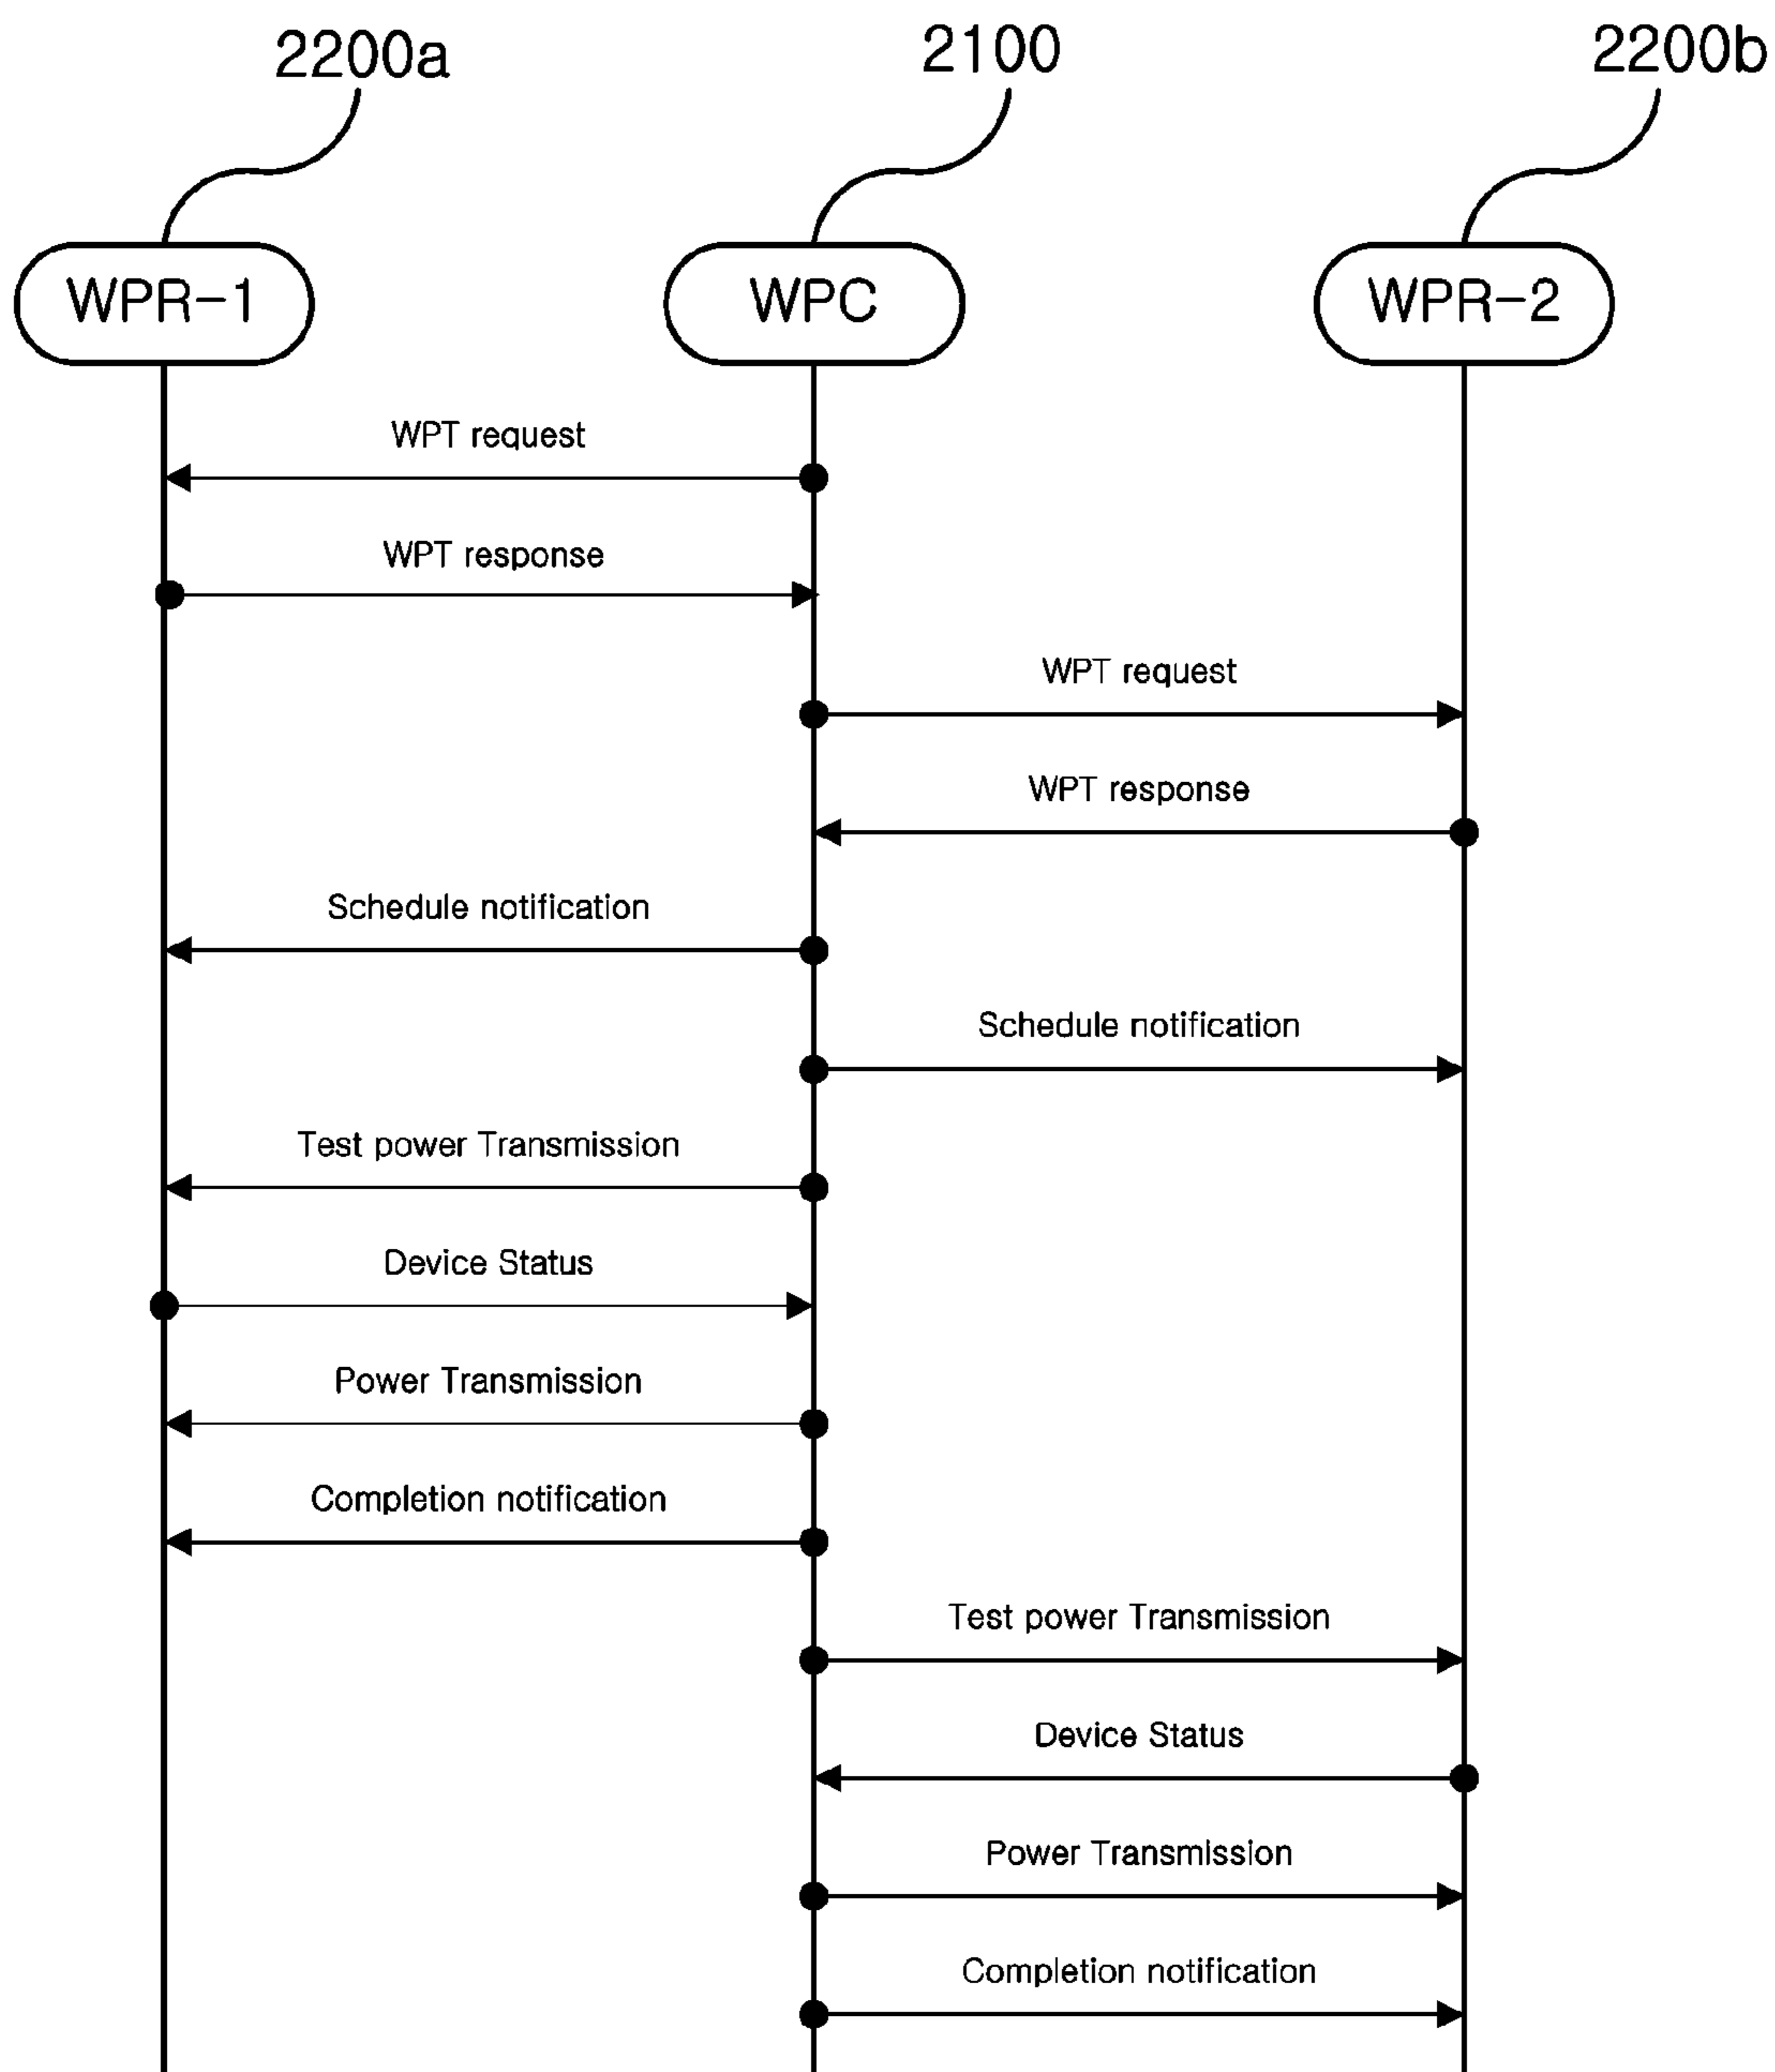 2200a
2100
2200b
WPR-1
WPC
WPR-2
WPT request
WPT response
WPT request
WPT response
Schedule notification
Schedule notification
Test power Transmission
Device Status
Power Transmission
Completion notification
Test power Transmission
Device Status
Power Transmission
Completion notification